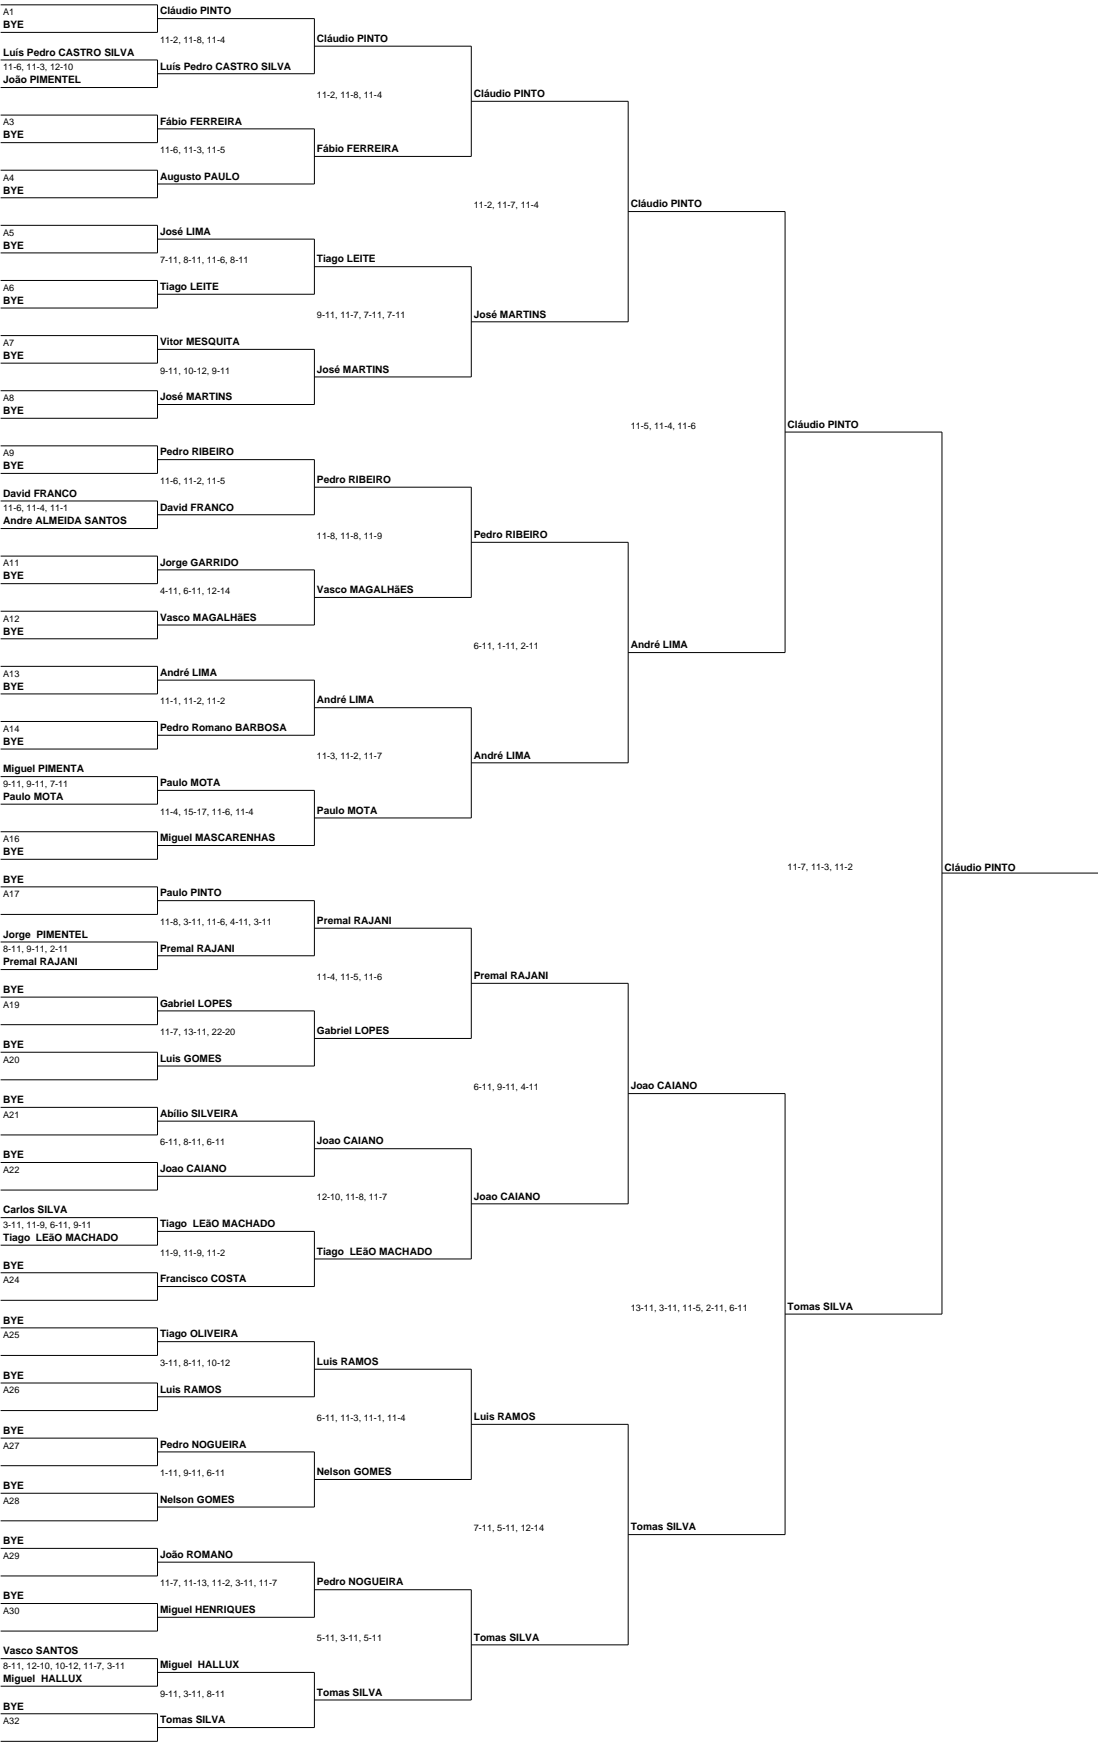 A1
BYE
Cláudio PINTO
11-2, 11-8, 11-4
Cláudio PINTO
Luís Pedro CASTRO SILVA
11-6, 11-3, 12-10
João PIMENTEL
Luís Pedro CASTRO SILVA
11-2, 11-8, 11-4
Cláudio PINTO
A3
BYE
Fábio FERREIRA
11-6, 11-3, 11-5
Fábio FERREIRA
A4
BYE
Augusto PAULO
11-2, 11-7, 11-4
Cláudio PINTO
A5
BYE
José LIMA
7-11, 8-11, 11-6, 8-11
Tiago LEITE
A6
BYE
Tiago LEITE
9-11, 11-7, 7-11, 7-11
José MARTINS
A7
BYE
Vitor MESQUITA
9-11, 10-12, 9-11
José MARTINS
A8
BYE
José MARTINS
11-5, 11-4, 11-6
Cláudio PINTO
A9
BYE
Pedro RIBEIRO
11-6, 11-2, 11-5
Pedro RIBEIRO
David FRANCO
11-6, 11-4, 11-1
Andre ALMEIDA SANTOS
David FRANCO
11-8, 11-8, 11-9
Pedro RIBEIRO
A11
BYE
Jorge GARRIDO
4-11, 6-11, 12-14
Vasco MAGALHãES
A12
BYE
Vasco MAGALHãES
6-11, 1-11, 2-11
André LIMA
A13
BYE
André LIMA
11-1, 11-2, 11-2
André LIMA
A14
BYE
Pedro Romano BARBOSA
11-3, 11-2, 11-7
André LIMA
Miguel PIMENTA
9-11, 9-11, 7-11
Paulo MOTA
Paulo MOTA
11-4, 15-17, 11-6, 11-4
Paulo MOTA
A16
BYE
Miguel MASCARENHAS
11-7, 11-3, 11-2
Cláudio PINTO
BYE
A17
Paulo PINTO
11-8, 3-11, 11-6, 4-11, 3-11
Premal RAJANI
Jorge  PIMENTEL
8-11, 9-11, 2-11
Premal RAJANI
Premal RAJANI
11-4, 11-5, 11-6
Premal RAJANI
BYE
A19
Gabriel LOPES
11-7, 13-11, 22-20
Gabriel LOPES
BYE
A20
Luis GOMES
6-11, 9-11, 4-11
Joao CAIANO
BYE
A21
Abílio SILVEIRA
6-11, 8-11, 6-11
Joao CAIANO
BYE
A22
Joao CAIANO
12-10, 11-8, 11-7
Joao CAIANO
Carlos SILVA
3-11, 11-9, 6-11, 9-11
Tiago  LEãO MACHADO
Tiago  LEãO MACHADO
11-9, 11-9, 11-2
Tiago  LEãO MACHADO
BYE
A24
Francisco COSTA
13-11, 3-11, 11-5, 2-11, 6-11
Tomas SILVA
BYE
A25
Tiago OLIVEIRA
3-11, 8-11, 10-12
Luis RAMOS
BYE
A26
Luis RAMOS
6-11, 11-3, 11-1, 11-4
Luis RAMOS
BYE
A27
Pedro NOGUEIRA
1-11, 9-11, 6-11
Nelson GOMES
BYE
A28
Nelson GOMES
7-11, 5-11, 12-14
Tomas SILVA
BYE
A29
João ROMANO
11-7, 11-13, 11-2, 3-11, 11-7
Pedro NOGUEIRA
BYE
A30
Miguel HENRIQUES
5-11, 3-11, 5-11
Tomas SILVA
Vasco SANTOS
8-11, 12-10, 10-12, 11-7, 3-11
Miguel  HALLUX
Miguel  HALLUX
9-11, 3-11, 8-11
Tomas SILVA
BYE
A32
Tomas SILVA